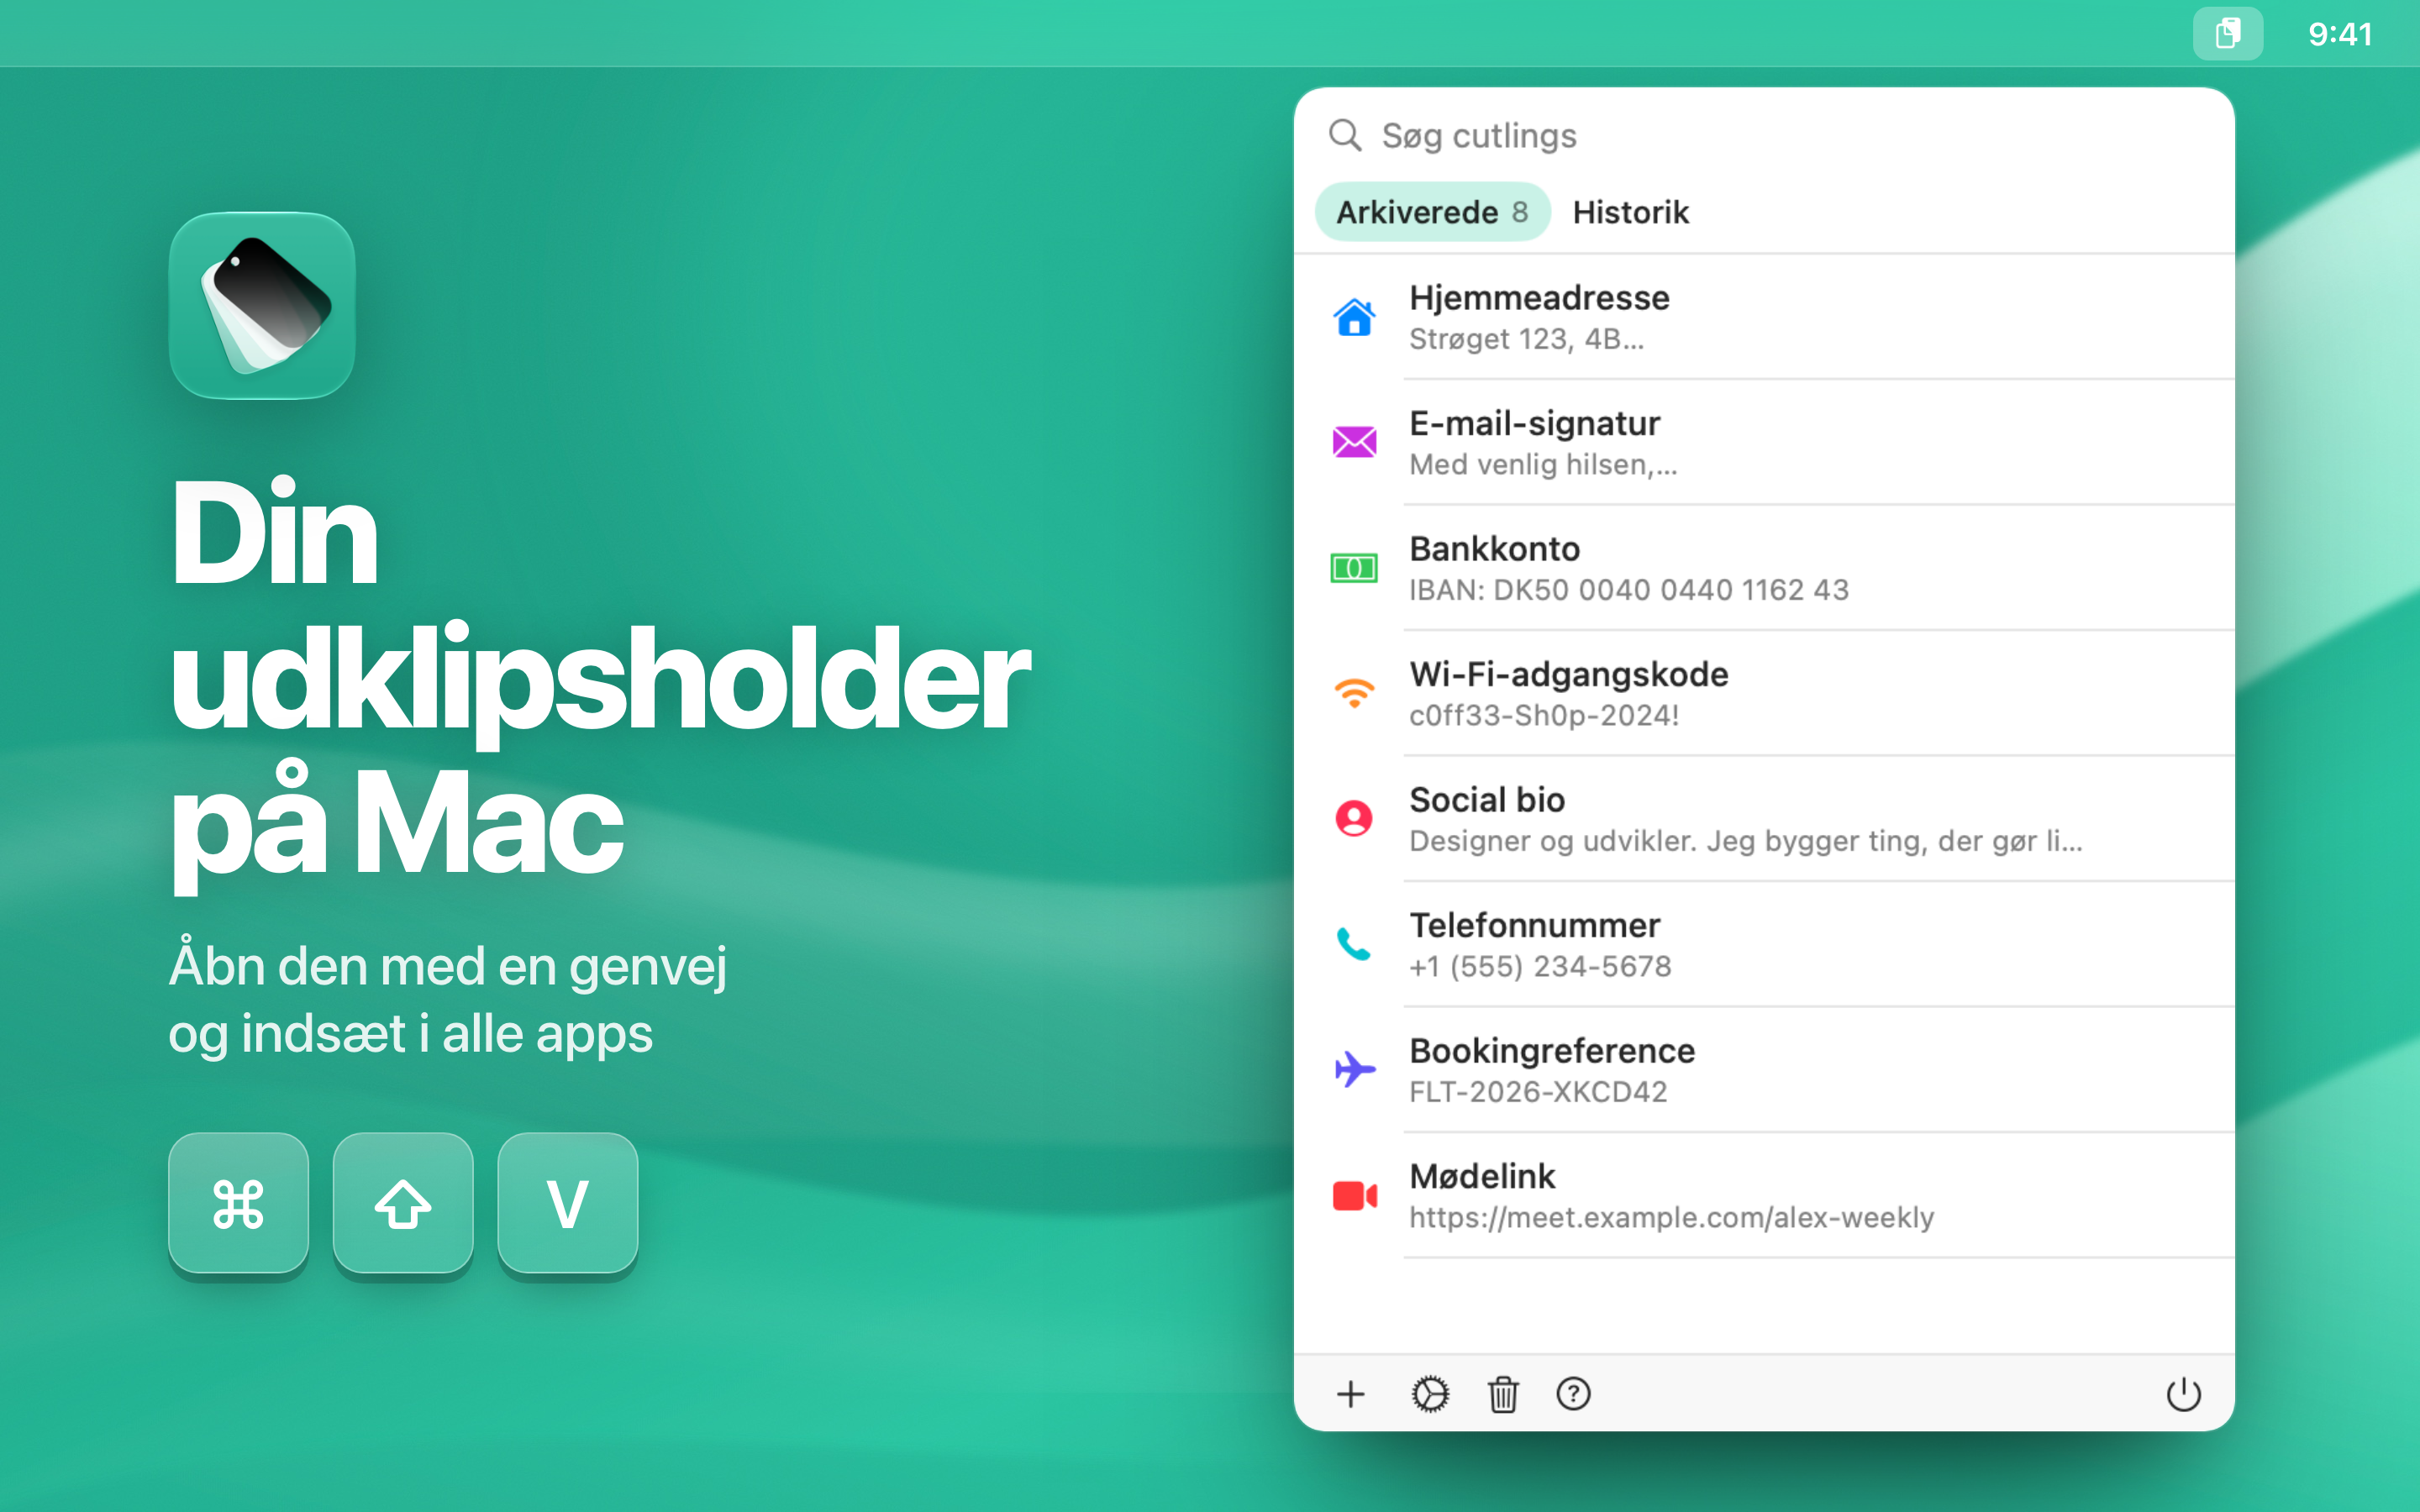 9:41
Din
udklipsholder
på Mac
Åbn den med en genvej
og indsæt i alle apps
⌘ ⇧ V
Søg cutlings
Arkiverede 8 Historik
Hjemmeadresse
Strøget 123, 4B...
E-mail-signatur
Med venlig hilsen,...
Bankkonto
IBAN: DK50 0040 0440 1162 43
Wi-Fi-adgangskode
c0ff33-Sh0p-2024!
Social bio
Designer og udvikler. Jeg bygger ting, der gør li...
Telefonnummer
+1 (555) 234-5678
Bookingreference
FLT-2026-XKCD42
Mødelink
https://meet.example.com/alex-weekly